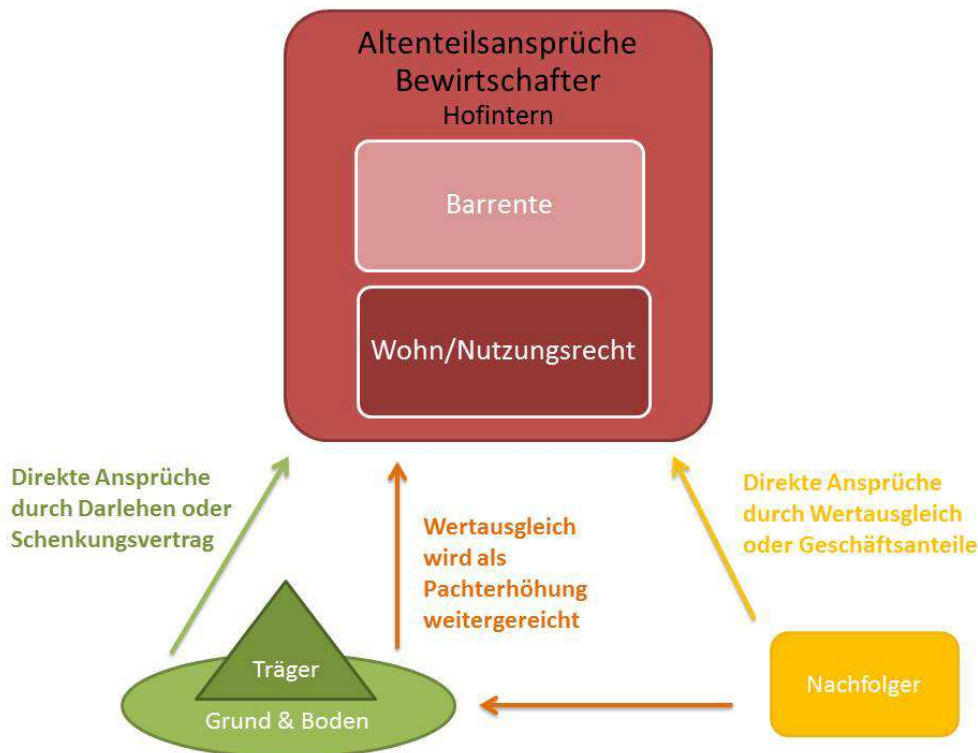 Altenteilsansprüche
Bewirtschafter
Hofintern
Barrente
Wohn/Nutzungsrecht
Direkte Ansprüche
durch Darlehen oder
Schenkungsvertrag
Wertausgleich
wird als
Pachterhöhung
weitergereicht
Direkte Ansprüche
durch Wertausgleich
oder Geschäftsanteile
Träger
Grund & Boden
Nachfolger